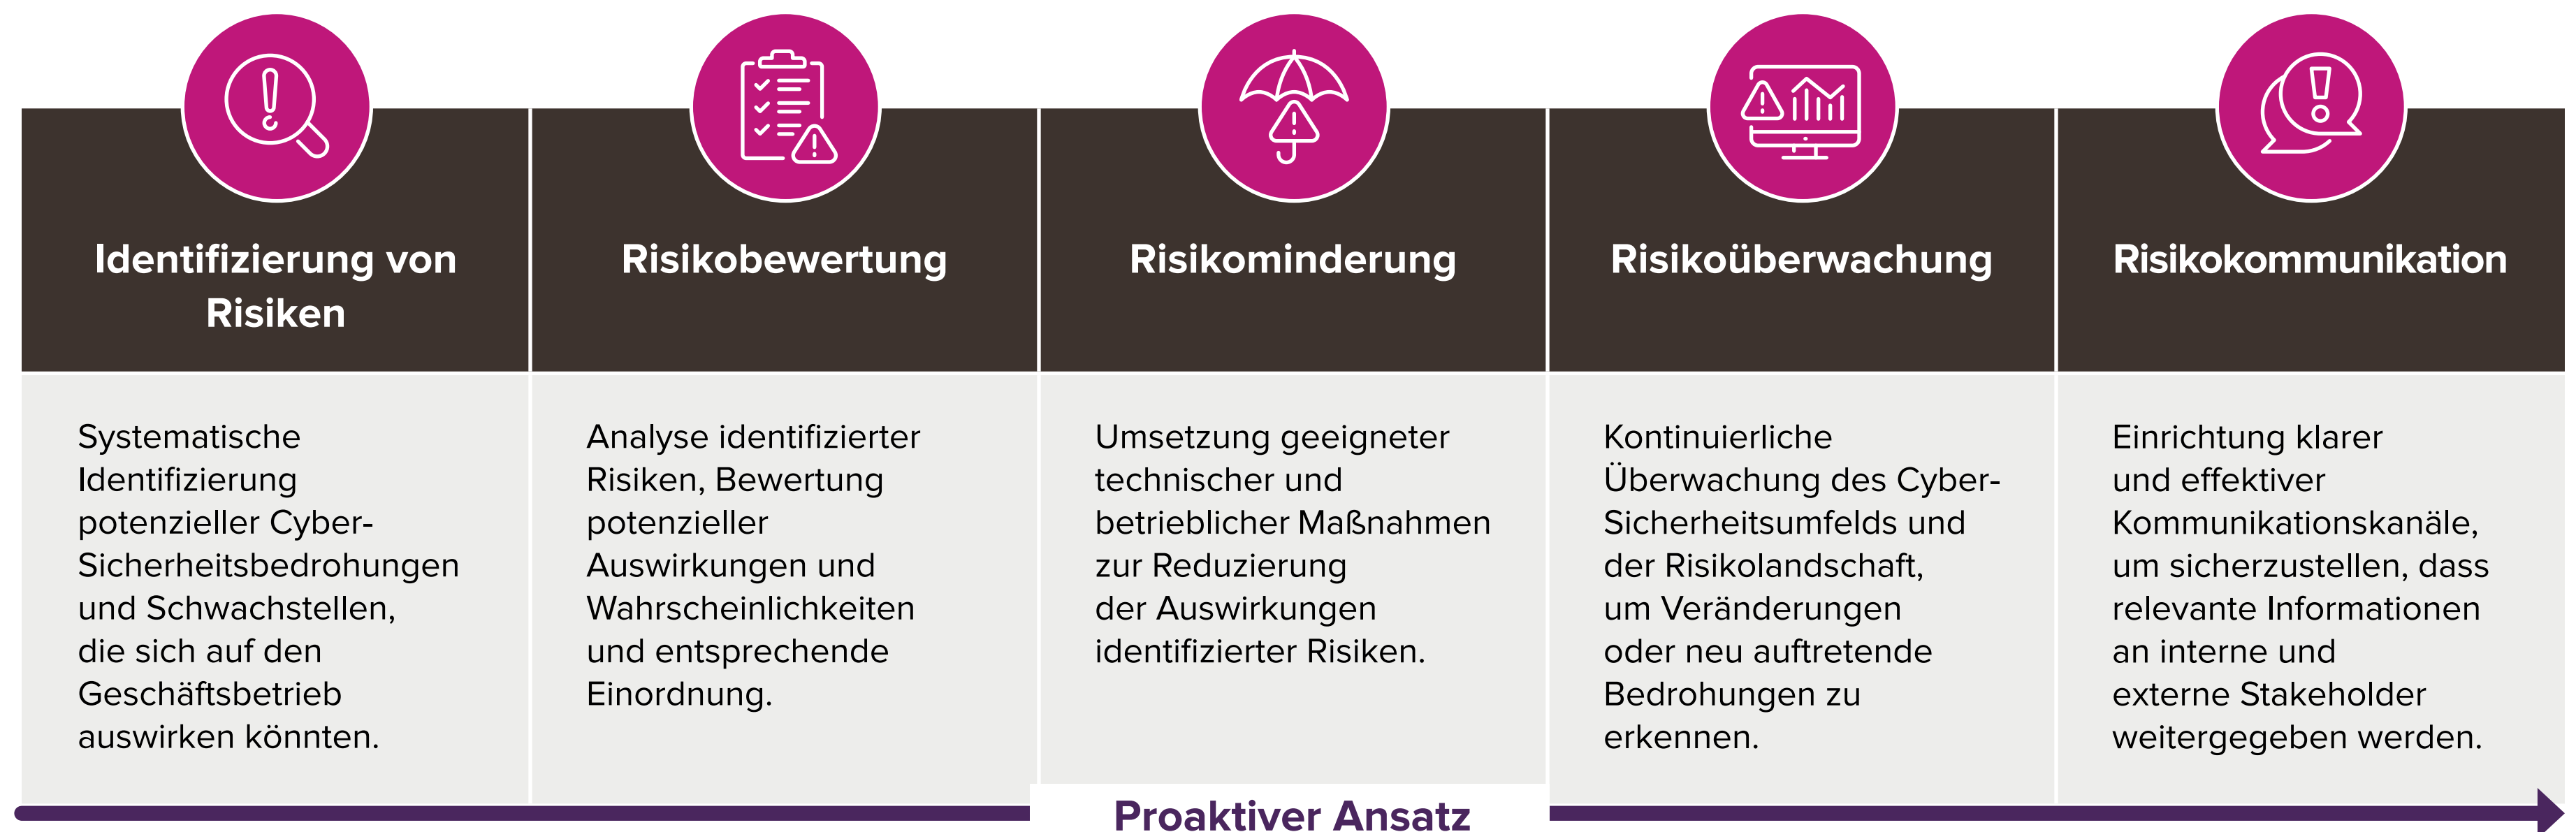 Identifizierung von
Risiken
Risikobewertung
Risikominderung
Risikoüberwachung
Risikokommunikation
Systematische
Identifizierung
potenzieller Cyber-
Sicherheitsbedrohungen
und Schwachstellen,
die sich auf den
Geschäftsbetrieb
auswirken könnten.
Analyse identifizierter
Risiken, Bewertung
potenzieller
Auswirkungen und
Wahrscheinlichkeiten
und entsprechende
Einordnung.
Umsetzung geeigneter
technischer und
betrieblicher Maßnahmen
zur Reduzierung
der Auswirkungen
identifizierter Risiken.
Kontinuierliche
Überwachung des Cyber-
Sicherheitsumfelds und
der Risikolandschaft,
um Veränderungen
oder neu auftretende
Bedrohungen zu
erkennen.
Einrichtung klarer
und effektiver
Kommunikationskanäle,
um sicherzustellen, dass
relevante Informationen
an interne und
externe Stakeholder
weitergegeben werden.
Proaktiver Ansatz